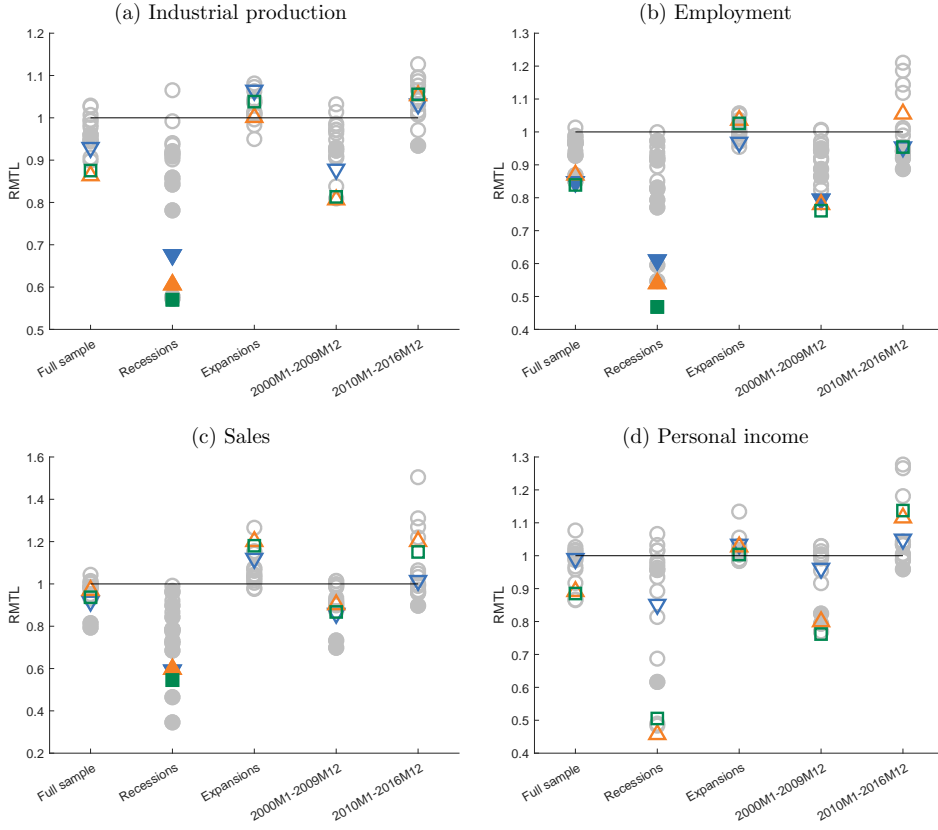 (a) Industrial production
1.2
1.1
1
0.9
0.8
0.7
0.6
0.5
RMTL
Full sample
Recessions
Expansions
2000M1-2009M12
2010M1-2016M12
(b) Employment
1.3
1.2
1.1
1
0.9
0.8
0.7
0.6
0.5
0.4
RMTL
Full sample
Recessions
Expansions
2000M1-2009M12
2010M1-2016M12
(c) Sales
1.6
1.4
1.2
1
0.8
0.6
0.4
0.2
RMTL
Full sample
Recessions
Expansions
2000M1-2009M12
2010M1-2016M12
(d) Personal income
1.3
1.2
1.1
1
0.9
0.8
0.7
0.6
0.5
0.4
RMTL
Full sample
Recessions
Expansions
2000M1-2009M12
2010M1-2016M12